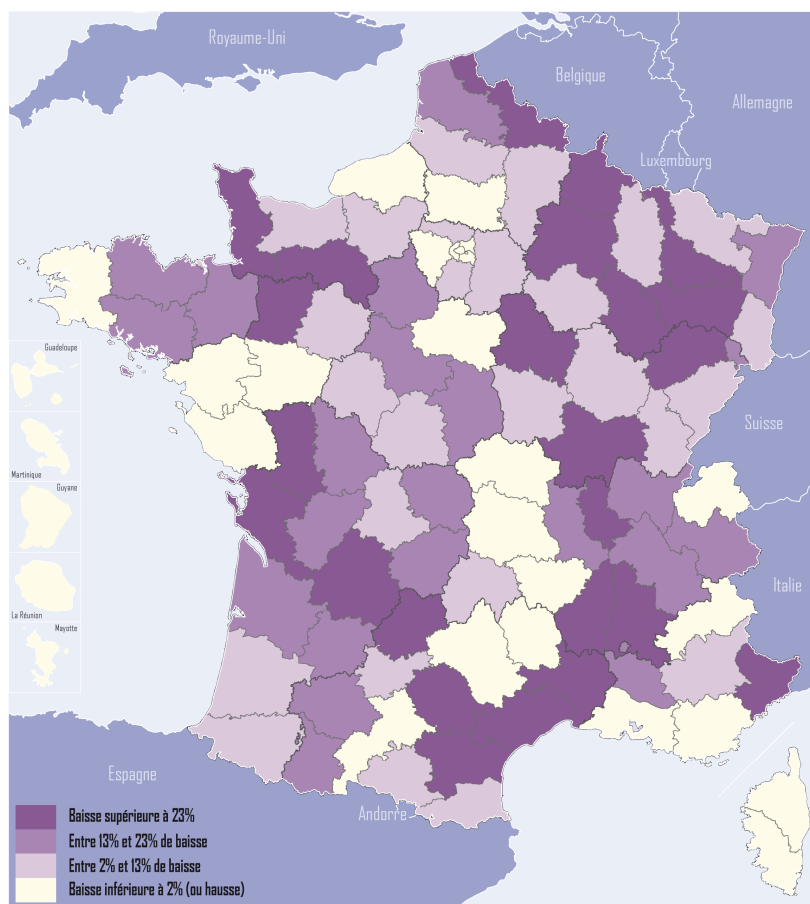 Royaume-Uni
Belgique
Allemagne
Luxembourg
Guadeloupe
Martinique
Guyane
La Réunion
Mayotte
Suisse
Italie
Espagne
Andorre
Baisse supérieure à 23%
Entre 13% et 23% de baisse
Entre 2% et 13% de baisse
Baisse inférieure à 2% (ou hausse)